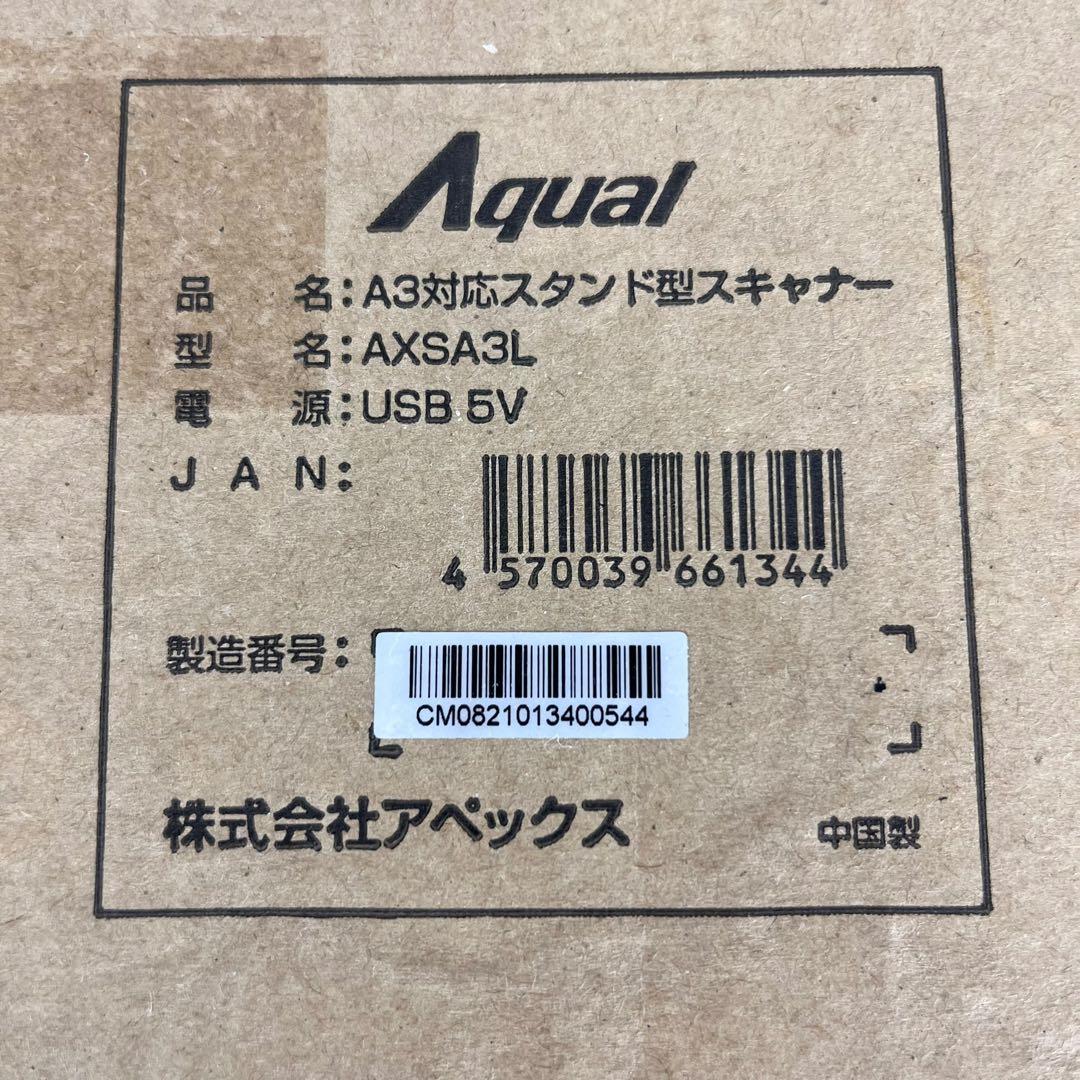 Aqual
品名：A3対応スタンド型スキャナー
型名：AXSA3L
電源：USB 5V
JAN：
4 570039 661344
製造番号：
CM0821013400544
株式会社アペックス
中国製